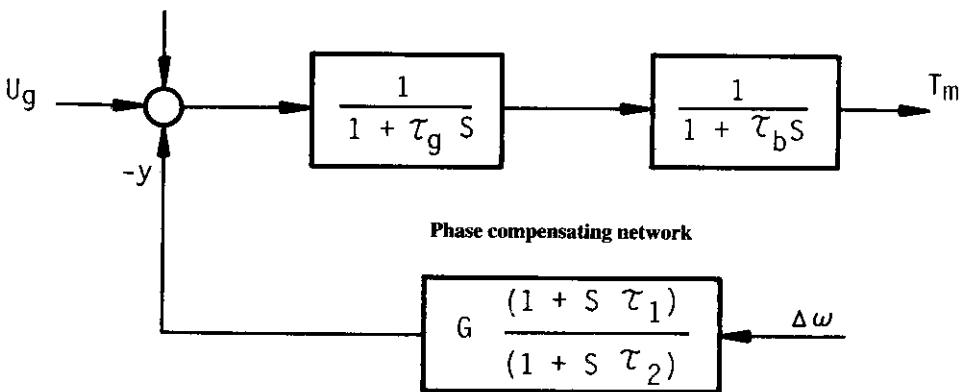 U_g
1
1 + τ_g S
1
1 + τ_b S
T_m
-y
Phase compensating network
G (1 + S τ_1)
(1 + S τ_2)
Δω